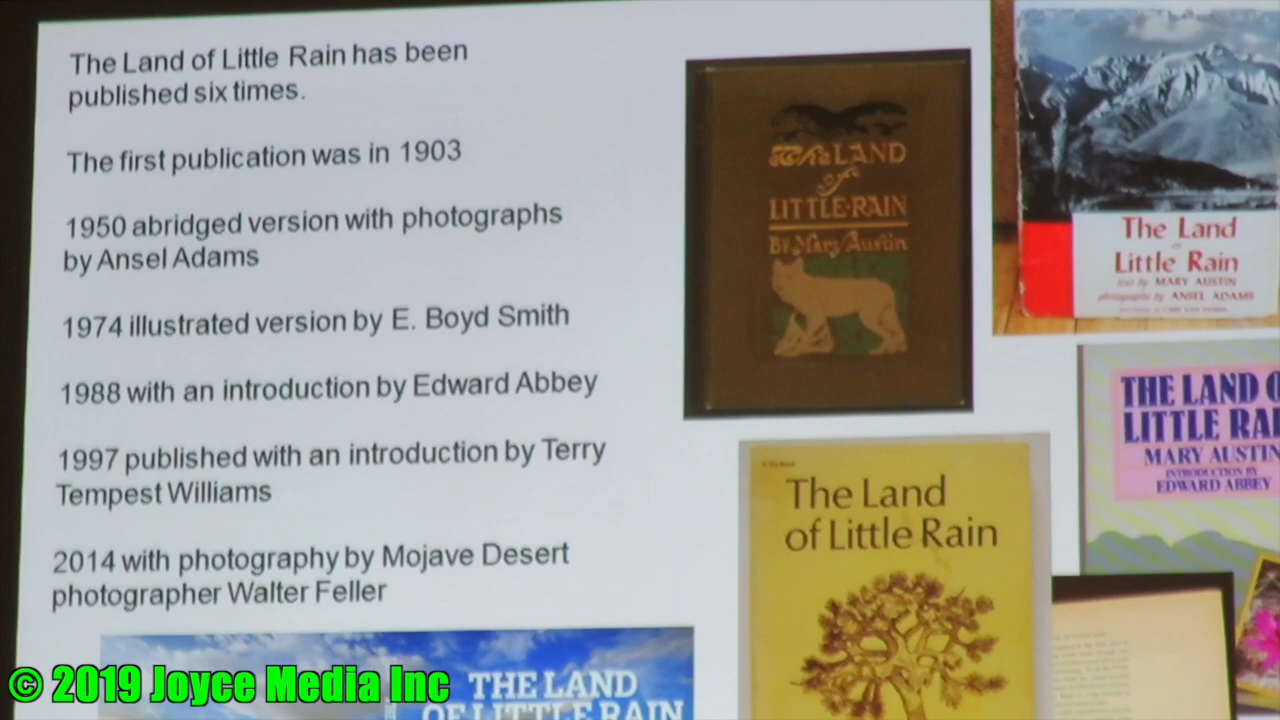 The Land of Little Rain has been
published six times.
The first publication was in 1903
1950 abridged version with photographs
by Ansel Adams
1974 illustrated version by E. Boyd Smith
1988 with an introduction by Edward Abbey
1997 published with an introduction by Terry
Tempest Williams
2014 with photography by Mojave Desert
photographer Walter Feller
The LAND
of
LITTLE·RAIN
By Mary Austin
The Land
of
Little Rain
text by MARY AUSTIN
photographs by ANSEL ADAMS
THE LAND O
LITTLE RAI
MARY AUSTIN
INTRODUCTION BY
EDWARD ABBEY
The Land
of Little Rain
THE LAND
OF LITTLE RAIN
© 2019 Joyce Media Inc